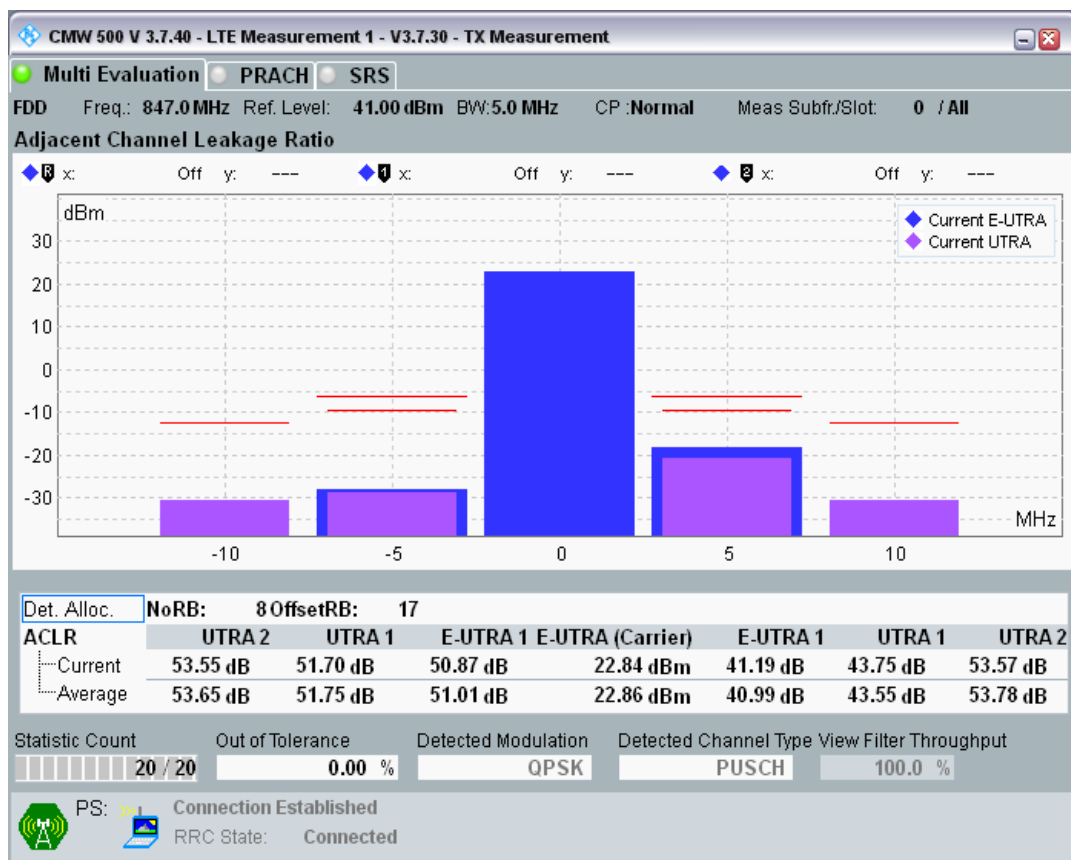 CMW 500 V 3.7.40 - LTE Measurement 1 - V3.7.30 - TX Measurement
Multi Evaluation PRACH SRS
FDD Freq.: 847.0 MHz Ref. Level: 41.00 dBm BW:5.0 MHz CP :Normal Meas Subfr./Slot: 0 / All
Adjacent Channel Leakage Ratio
R x: Off y: --- 1 x: Off y: --- 2 x: Off y: ---
dBm
Current E-UTRA
Current UTRA
30
20
10
0
-10
-20
-30
MHz
-10 -5 0 5 10
Det. Alloc. NoRB: 8 OffsetRB: 17
ACLR UTRA 2 UTRA 1 E-UTRA 1 E-UTRA (Carrier) E-UTRA 1 UTRA 1 UTRA 2
Current 53.55 dB 51.70 dB 50.87 dB 22.84 dBm 41.19 dB 43.75 dB 53.57 dB
Average 53.65 dB 51.75 dB 51.01 dB 22.86 dBm 40.99 dB 43.55 dB 53.78 dB
Statistic Count Out of Tolerance Detected Modulation Detected Channel Type View Filter Throughput
20 / 20 0.00 % QPSK PUSCH 100.0 %
PS: Connection Established
RRC State: Connected